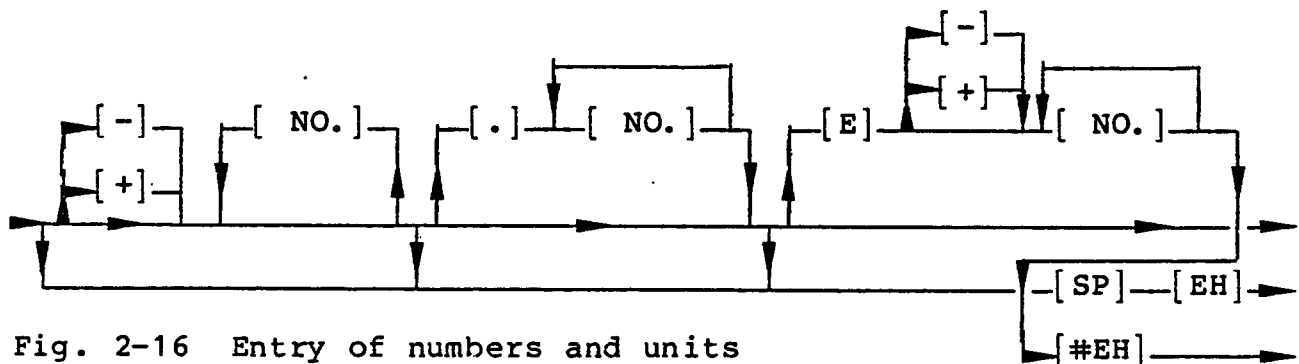 [-]
[-]
[+]
[ NO.]
[.]
[ NO.]
[E]
[+]
[ NO.]
[SP]
[EH]
[#EH]
Fig. 2-16 Entry of numbers and units